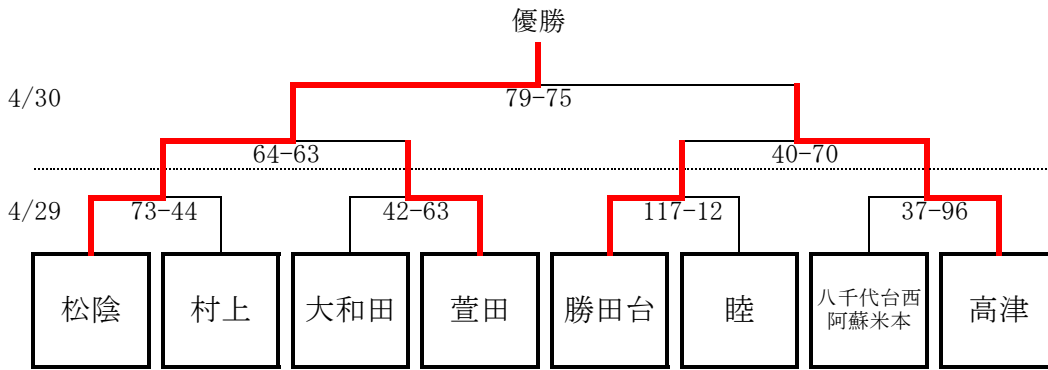 優勝
4/30
79-75
64-63
40-70
4/29
73-44
42-63
117-12
37-96
松陰
村上
大和田
萱田
勝田台
睦
八千代台西
阿蘇米本
高津